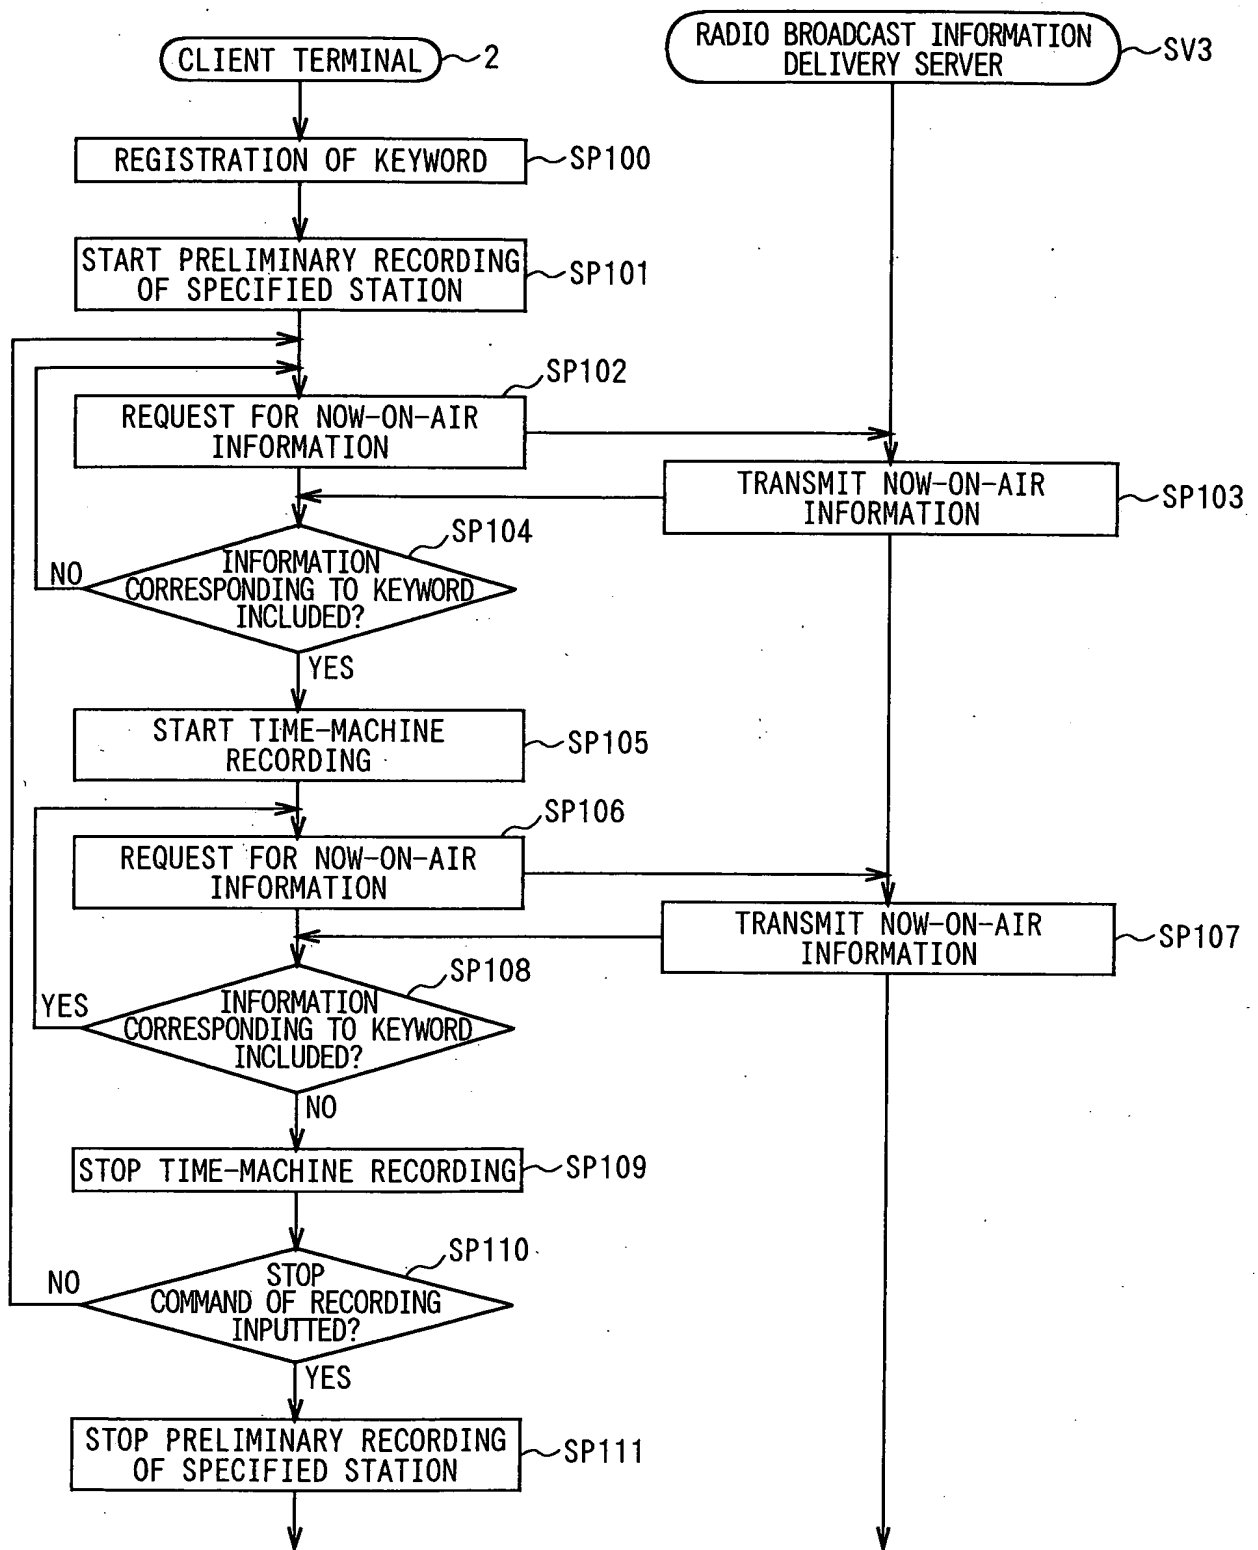 CLIENT TERMINAL
2
RADIO BROADCAST INFORMATION
DELIVERY SERVER
SV3
REGISTRATION OF KEYWORD
SP100
START PRELIMINARY RECORDING
OF SPECIFIED STATION
SP101
SP102
REQUEST FOR NOW-ON-AIR
INFORMATION
TRANSMIT NOW-ON-AIR
INFORMATION
SP103
SP104
INFORMATION
CORRESPONDING TO KEYWORD
INCLUDED?
NO
YES
START TIME-MACHINE
RECORDING
SP105
SP106
REQUEST FOR NOW-ON-AIR
INFORMATION
TRANSMIT NOW-ON-AIR
INFORMATION
SP107
SP108
INFORMATION
CORRESPONDING TO KEYWORD
INCLUDED?
YES
NO
STOP TIME-MACHINE RECORDING
SP109
SP110
STOP
COMMAND OF RECORDING
INPUTTED?
NO
YES
STOP PRELIMINARY RECORDING
OF SPECIFIED STATION
SP111